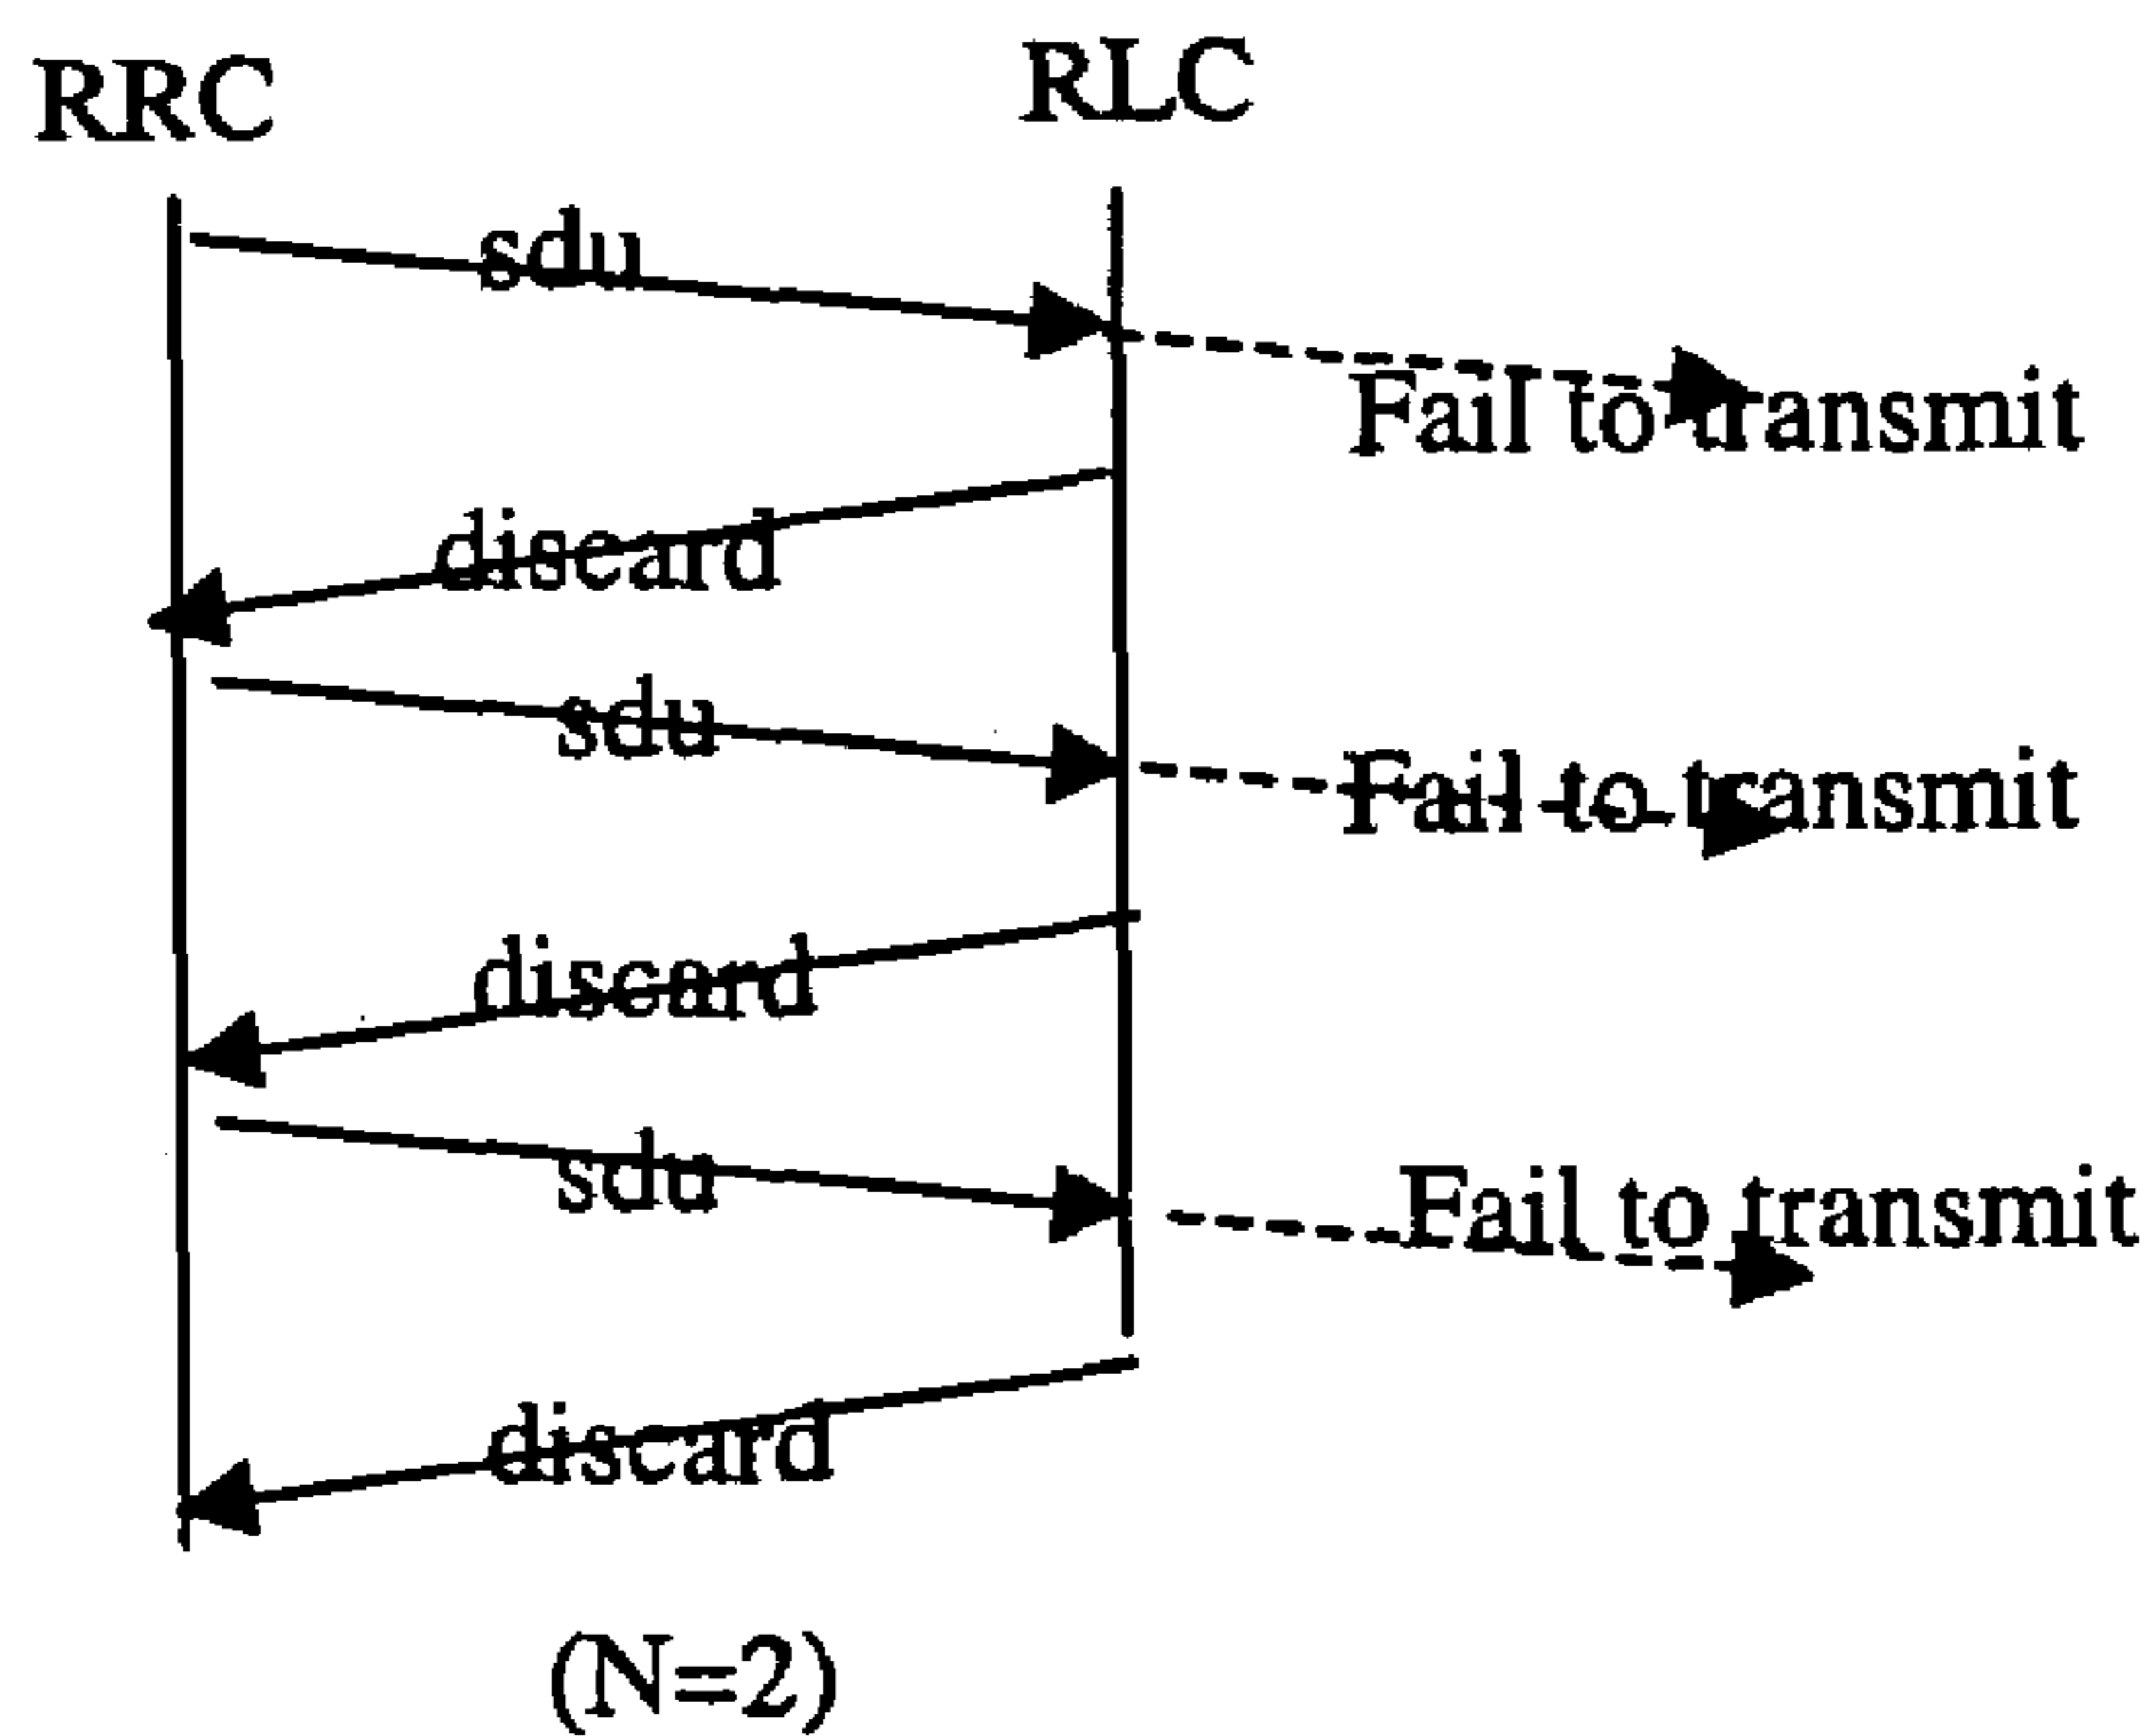 RRC
RLC
sdu
Fail to transmit
discard
sdu
Fail to transmit
discard
sdu
Fail to transmit
discard
(N=2)